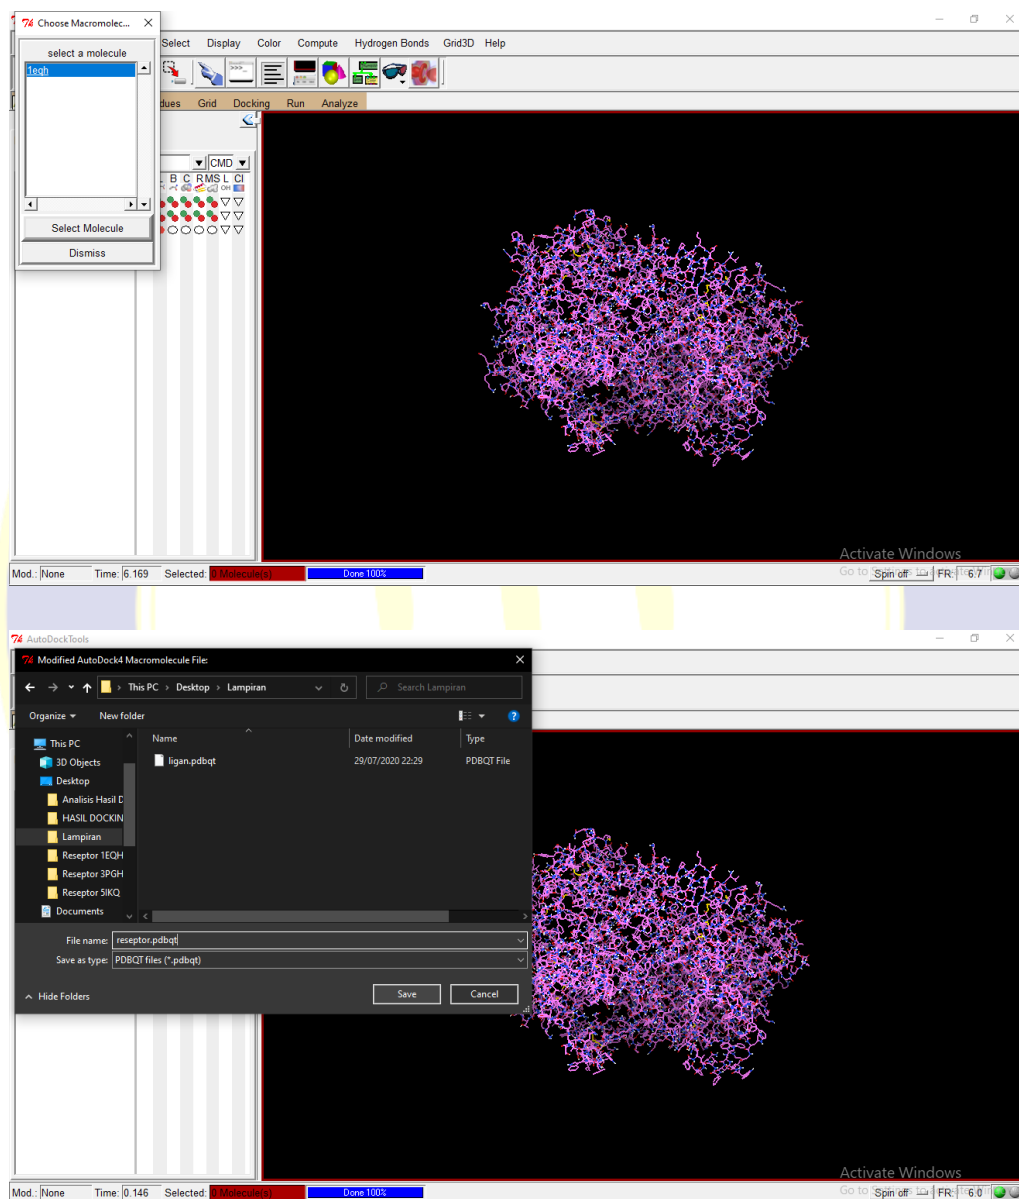 Choose Macromolec...
select a molecule
1eqh
Select Molecule
Dismiss
Select Display Color Compute Hydrogen Bonds Grid3D Help
Grid Docking Run Analyze
CMD
B C R MS L Cl
Activate Windows
Mod.: None Time: 6.169 Selected: 0 Molecule(s) Done 100% Spin off FR: 6.7
AutoDockTools
Modified AutoDock4 Macromolecule File:
This PC > Desktop > Lampiran
Search Lampiran
Organize New folder
Name Date modified Type
ligan.pdbqt 29/07/2020 22:29 PDBQT File
This PC
3D Objects
Desktop
Analisis Hasil D
HASIL DOCKIN
Lampiran
Reseptor 1EQH
Reseptor 3PGH
Reseptor 5IKQ
Documents
File name: reseptor.pdbqt
Save as type: PDBQT files (*.pdbqt)
Hide Folders Save Cancel
Activate Windows
Mod.: None Time: 0.146 Selected: 0 Molecule(s) Done 100% Spin off FR: 6.0